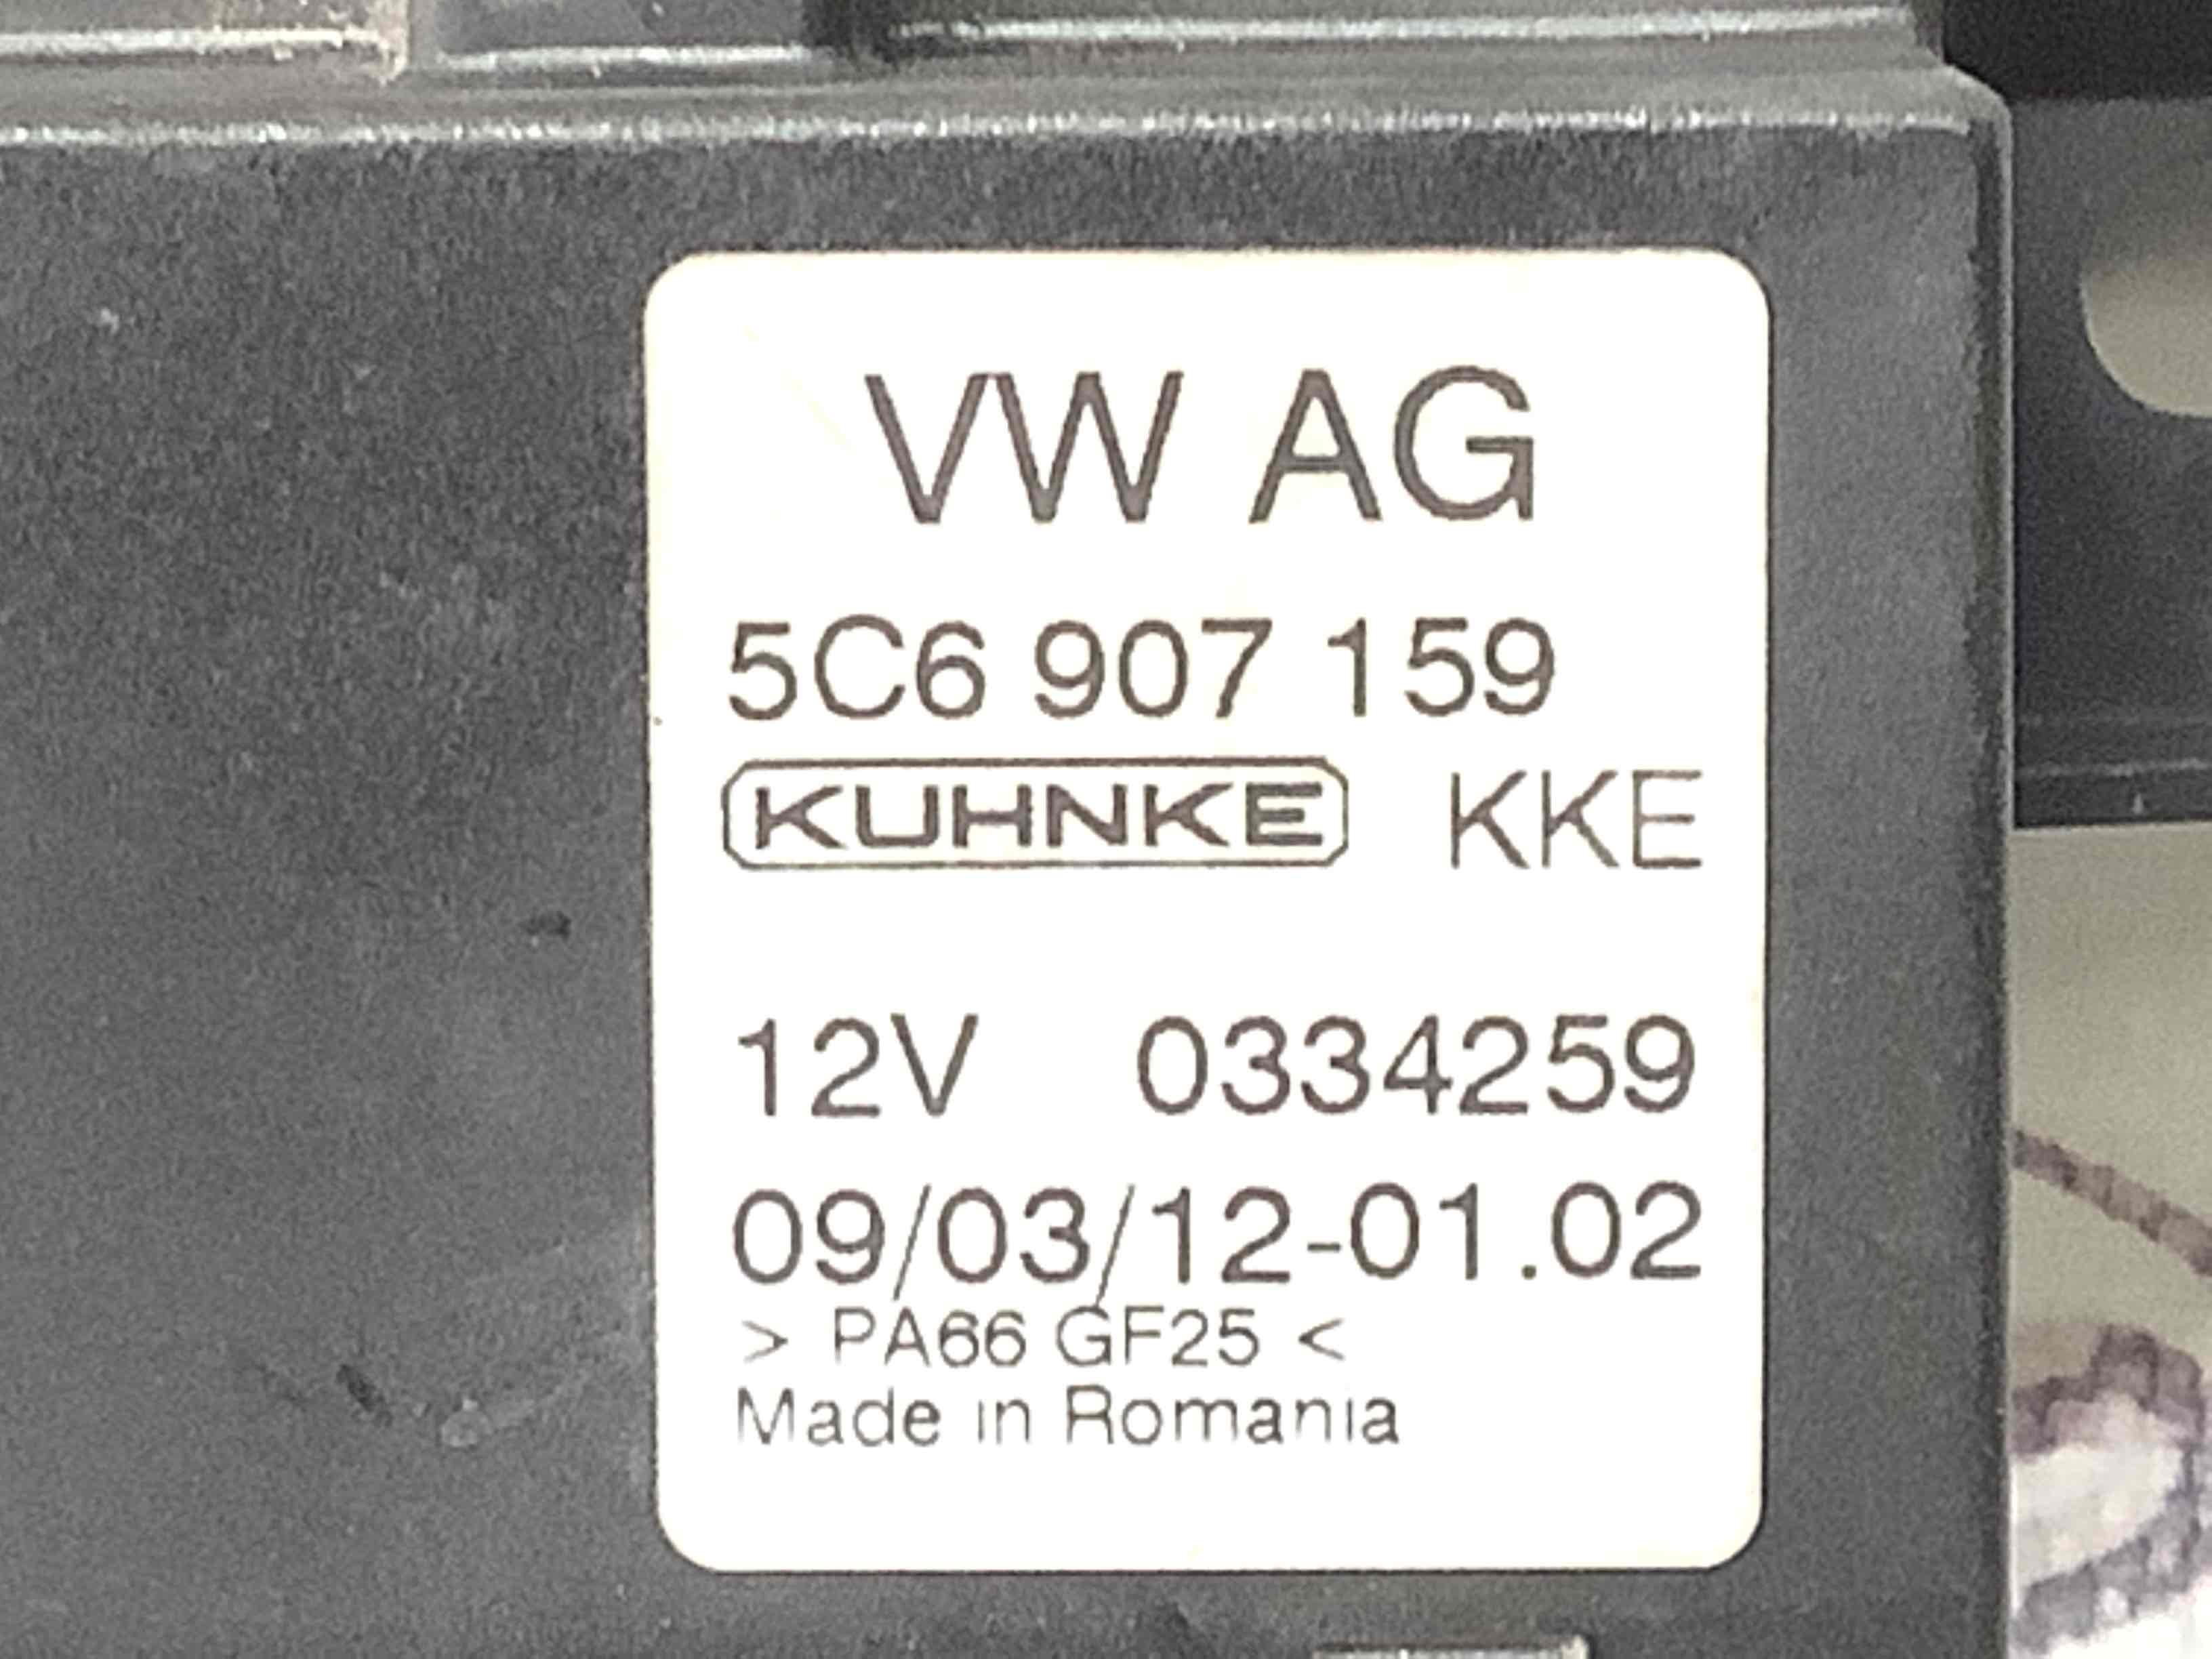 VW AG
5C6 907 159
KUHNKE KKE
12V 0334259
09/03/12-01.02
> PA66 GF25 <
Made in Romania